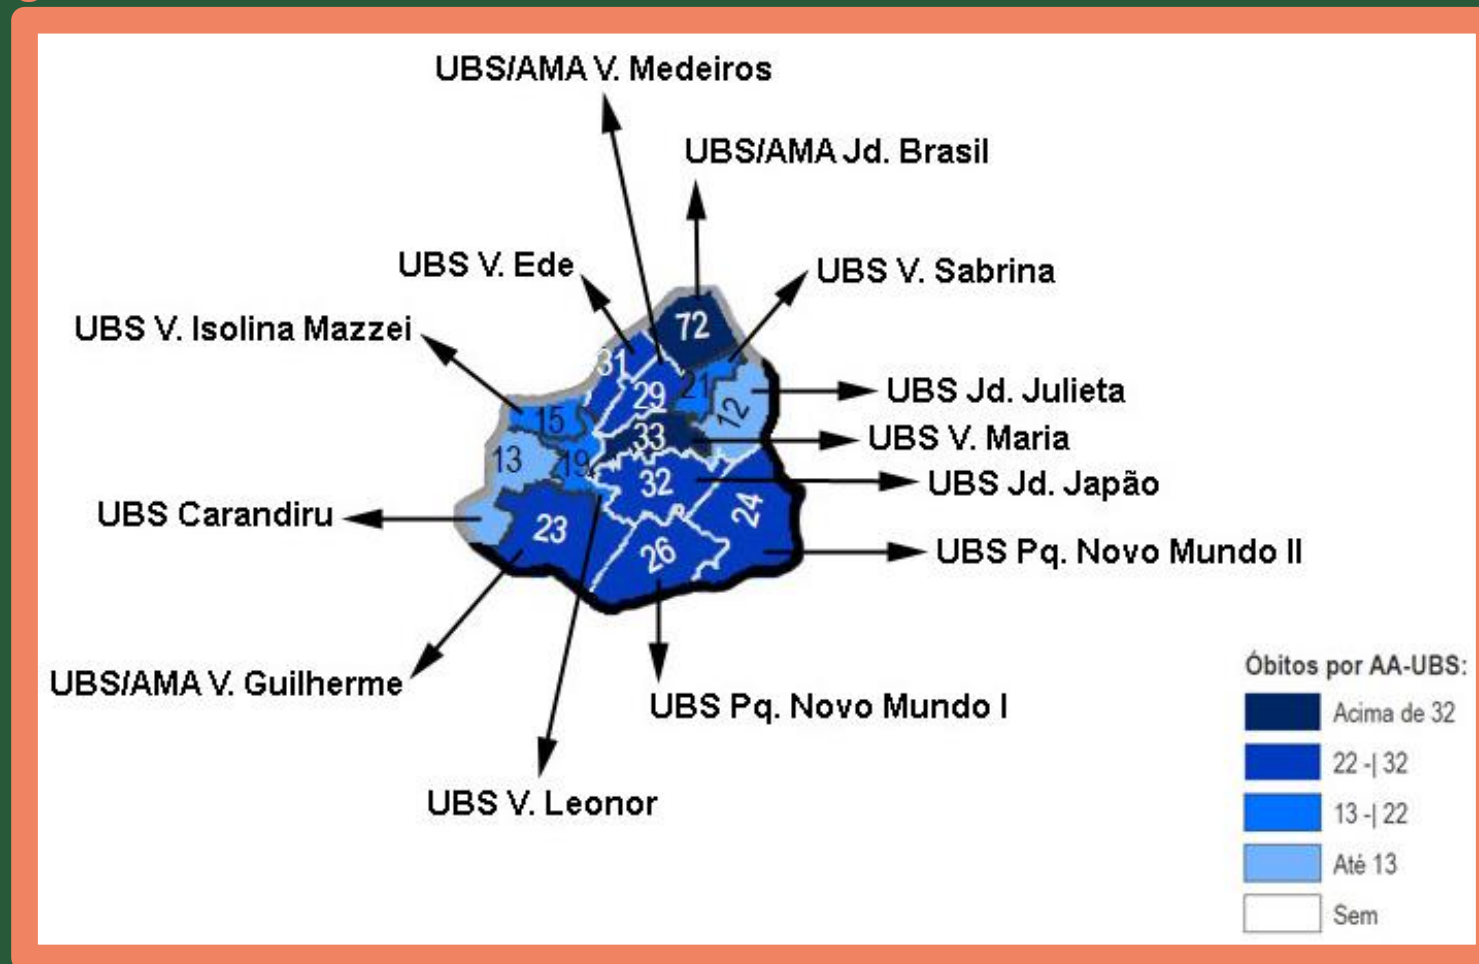 UBS/AMA V. Medeiros
UBS/AMA Jd. Brasil
UBS V. Ede
UBS V. Sabrina
UBS V. Isolina Mazzei
72
31
29
21
UBS Jd. Julieta
12
15
33
UBS V. Maria
13
19
32
UBS Jd. Japão
24
UBS Carandiru
23
26
UBS Pq. Novo Mundo II
UBS/AMA V. Guilherme
UBS Pq. Novo Mundo I
UBS V. Leonor
Óbitos por AA-UBS:
Acima de 32
22 -| 32
13 -| 22
Até 13
Sem